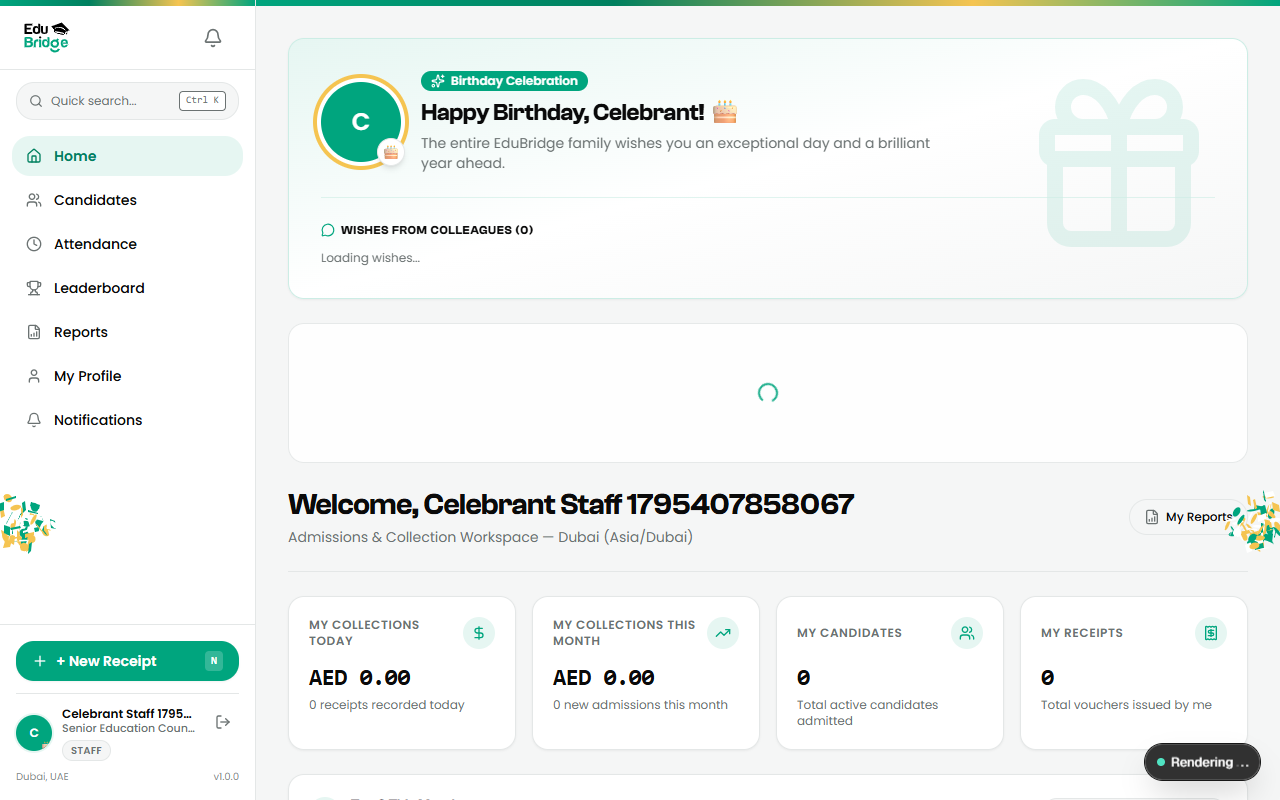 Edu
Bridge
Quick search...
Ctrl K
Home
Candidates
Attendance
Leaderboard
Reports
My Profile
Notifications
+ New Receipt
N
C
Celebrant Staff 1795...
Senior Education Coun...
STAFF
Dubai, UAE
v1.0.0
Birthday Celebration
C
Happy Birthday, Celebrant!
The entire EduBridge family wishes you an exceptional day and a brilliant
year ahead.
WISHES FROM COLLEAGUES (0)
Loading wishes...
Welcome, Celebrant Staff 1795407858067
Admissions & Collection Workspace — Dubai (Asia/Dubai)
My Reports
MY COLLECTIONS
TODAY
AED 0.00
0 receipts recorded today
MY COLLECTIONS THIS
MONTH
AED 0.00
0 new admissions this month
MY CANDIDATES
0
Total active candidates
admitted
MY RECEIPTS
0
Total vouchers issued by me
Rendering ...